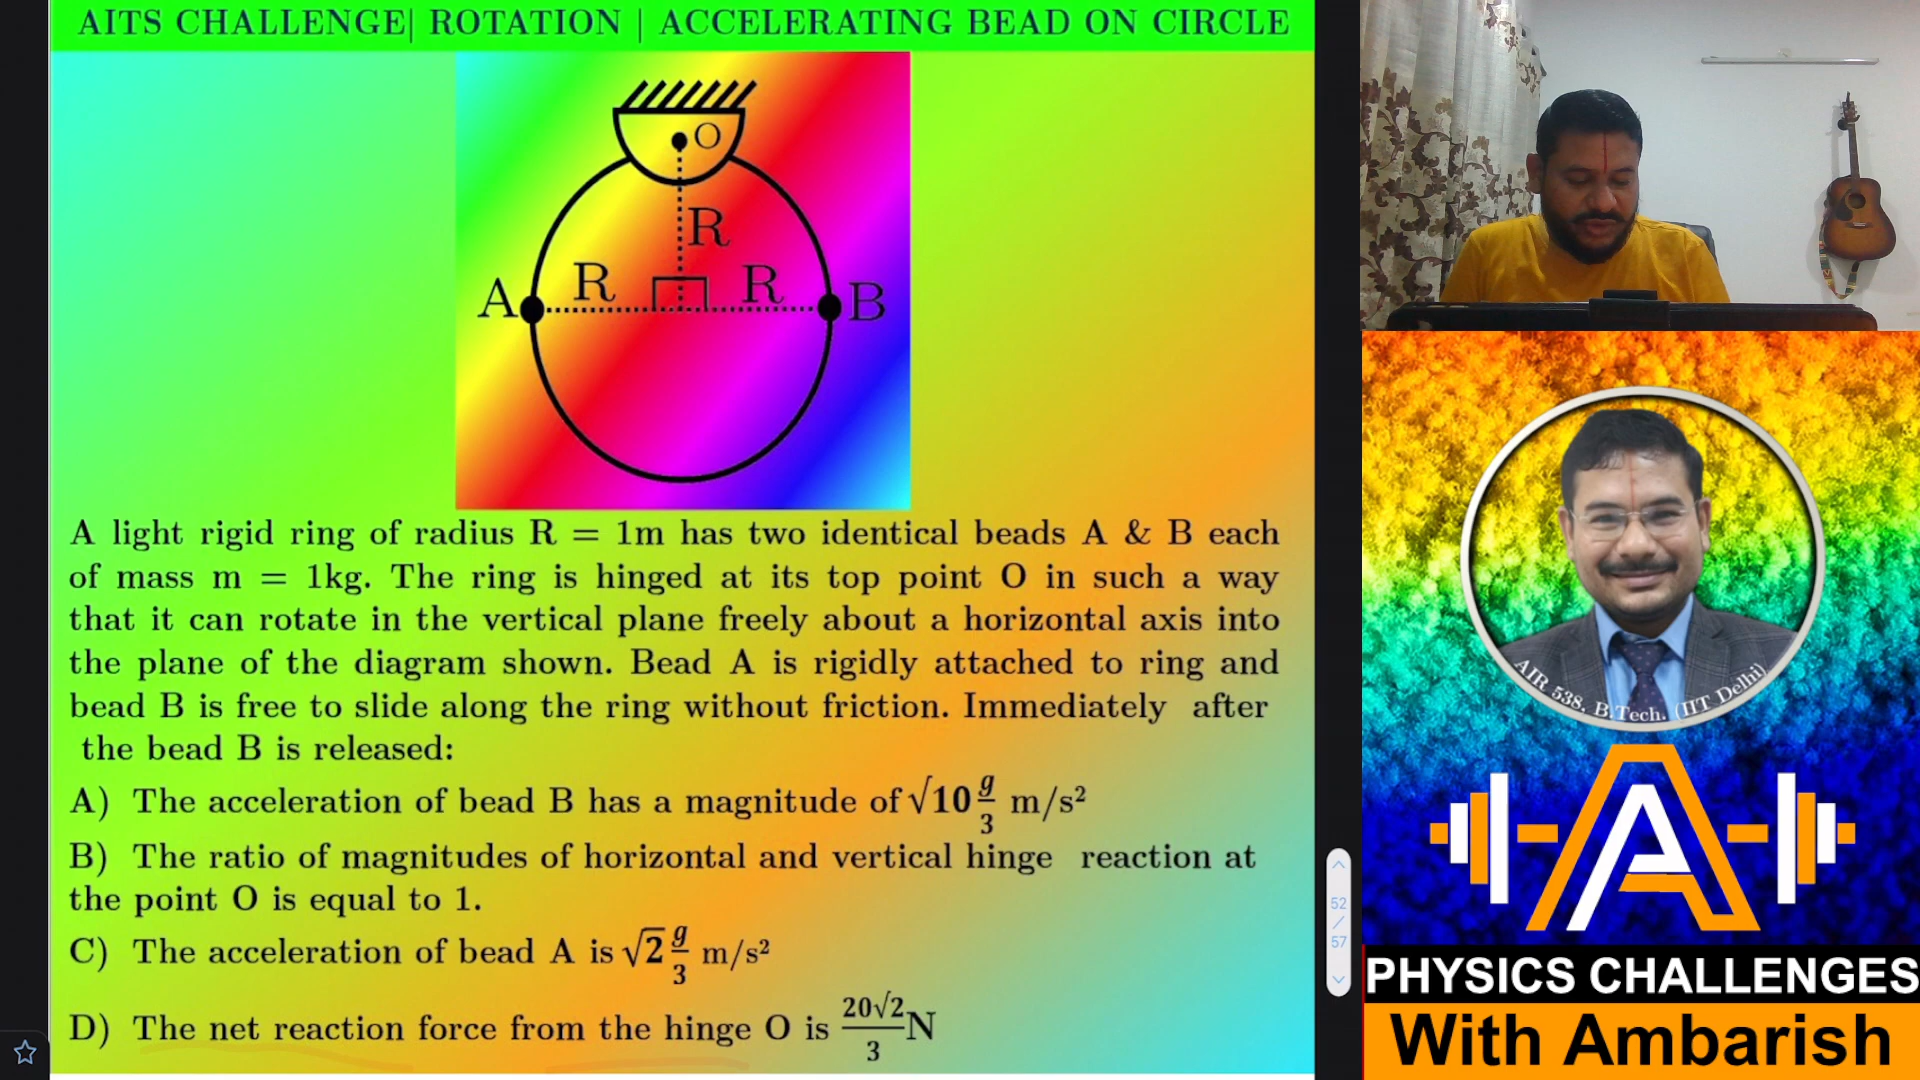 AITS CHALLENGE| ROTATION | ACCELERATING BEAD ON CIRCLE
O
R
A R R B
A light rigid ring of radius R = 1m has two identical beads A & B each
of mass m = 1kg. The ring is hinged at its top point O in such a way
that it can rotate in the vertical plane freely about a horizontal axis into
the plane of the diagram shown. Bead A is rigidly attached to ring and
bead B is free to slide along the ring without friction. Immediately after
the bead B is released:
A) The acceleration of bead B has a magnitude of √10 g/3 m/s²
B) The ratio of magnitudes of horizontal and vertical hinge reaction at
the point O is equal to 1.
C) The acceleration of bead A is √2 g/3 m/s²
D) The net reaction force from the hinge O is 20√2/3 N
52
/
57
AIR 538, B.Tech. (IIT Delhi)
A
PHYSICS CHALLENGES
With Ambarish